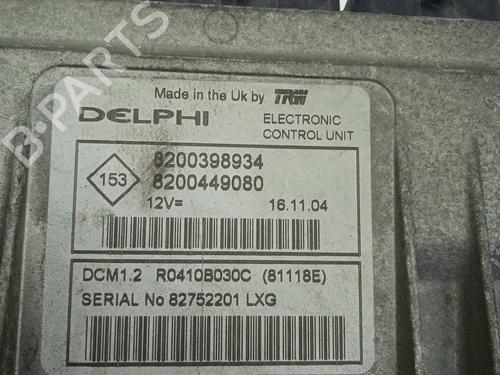 Made in the Uk by TRW
DELPHI
ELECTRONIC
CONTROL UNIT
153
8200398934
8200449080
12V=
16.11.04
DCM1.2 R0410B030C (81118E)
SERIAL No 82752201 LXG
B-PARTS